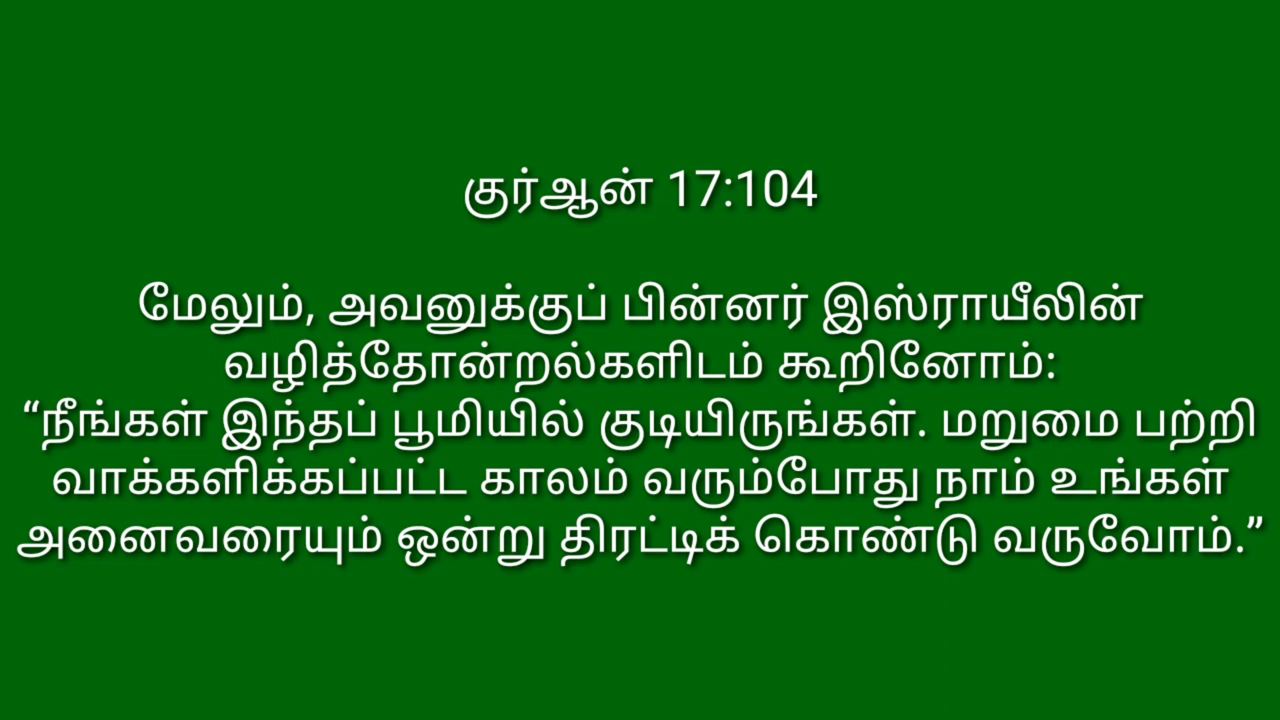 குர்ஆன் 17:104
மேலும், அவனுக்குப் பின்னர் இஸ்ராயீலின்
வழித்தோன்றல்களிடம் கூறினோம்:
“நீங்கள் இந்தப் பூமியில் குடியிருங்கள். மறுமை பற்றி
வாக்களிக்கப்பட்ட காலம் வரும்போது நாம் உங்கள்
அனைவரையும் ஒன்று திரட்டிக் கொண்டு வருவோம்.”